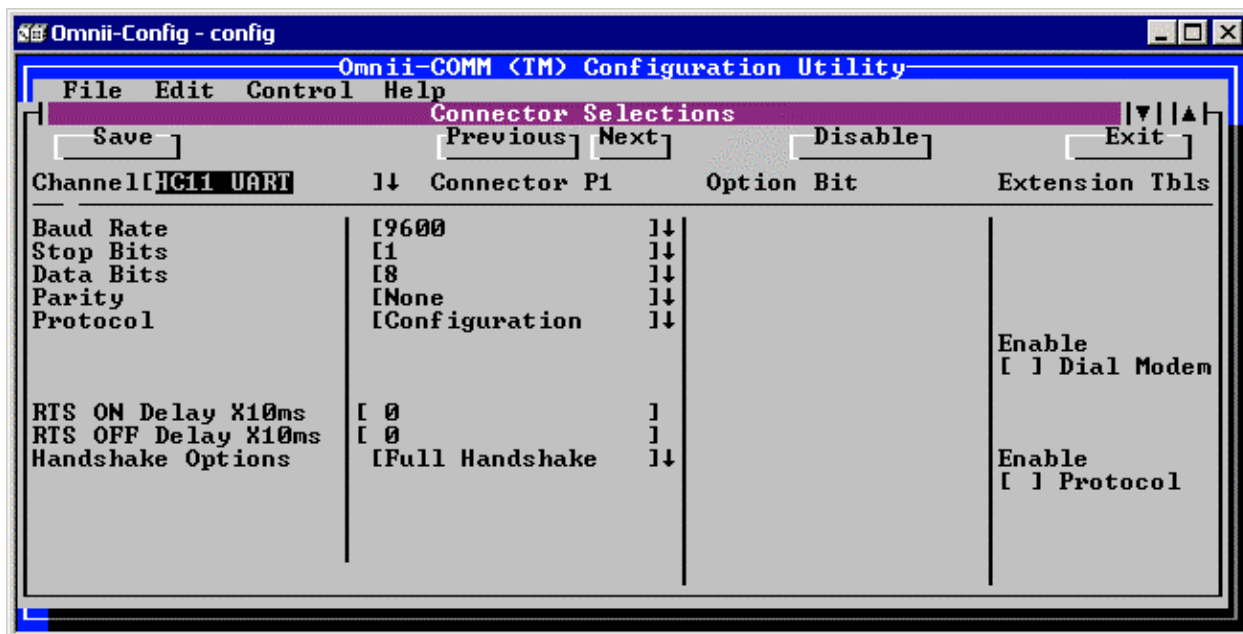 Omnii-Config - config
Omnii-COMM (TM) Configuration Utility
File Edit Control Help
Connector Selections
Save Previous Next Disable Exit
Channel[HC11 UART ]↓ Connector P1 Option Bit Extension Tbls
Baud Rate [9600 ]↓
Stop Bits [1 ]↓
Data Bits [8 ]↓
Parity [None ]↓
Protocol [Configuration ]↓
Enable
[ ] Dial Modem
RTS ON Delay X10ms [ 0 ]
RTS OFF Delay X10ms [ 0 ]
Handshake Options [Full Handshake ]↓ Enable
[ ] Protocol